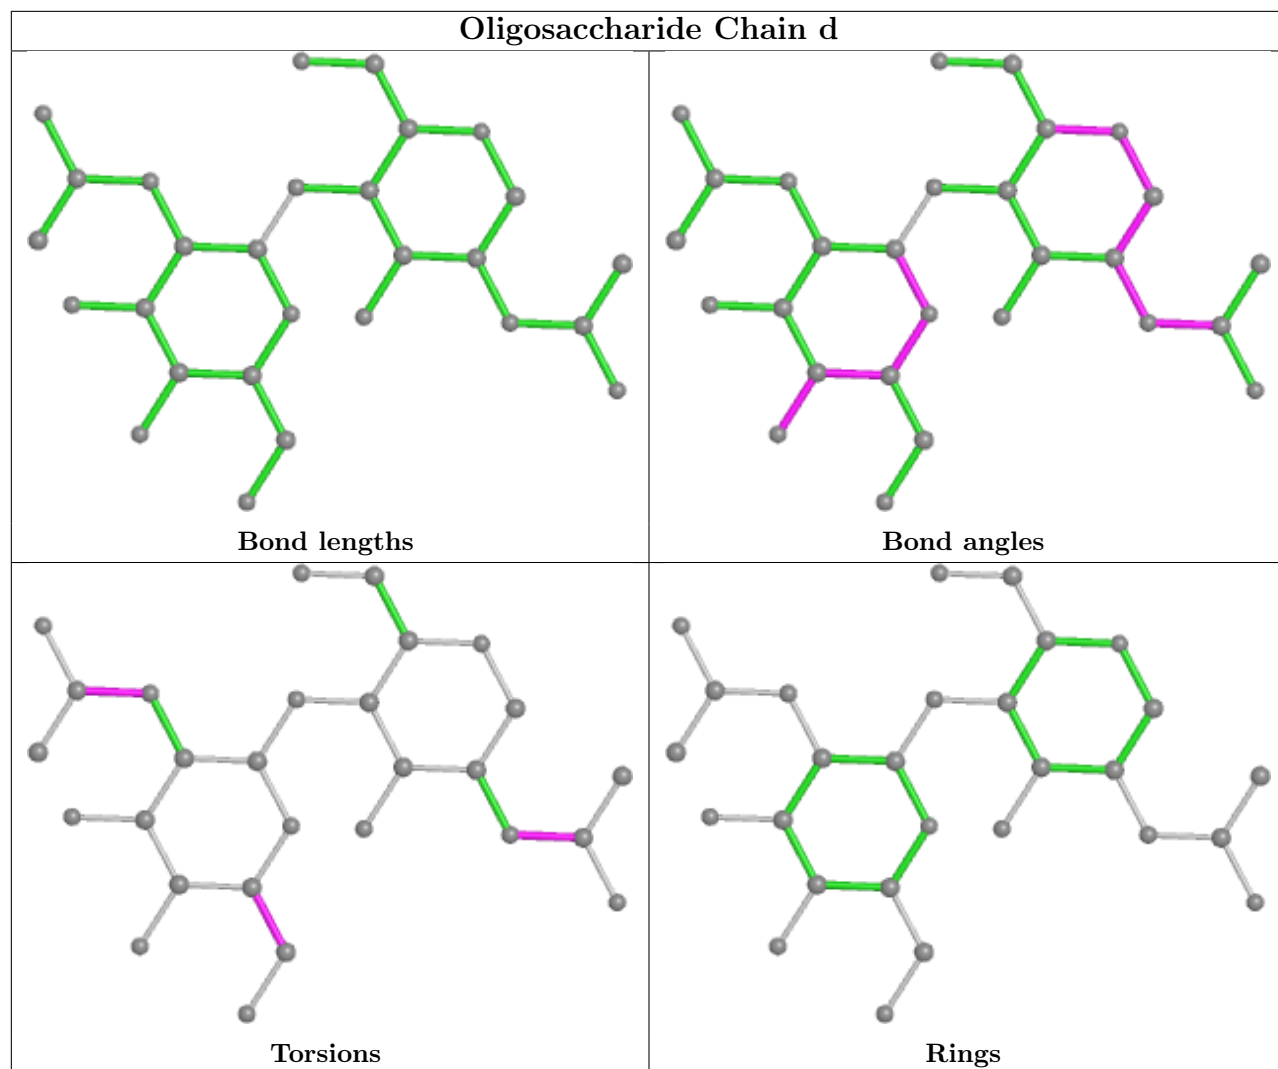 Oligosaccharide Chain d
Bond lengths
Bond angles
Torsions
Rings